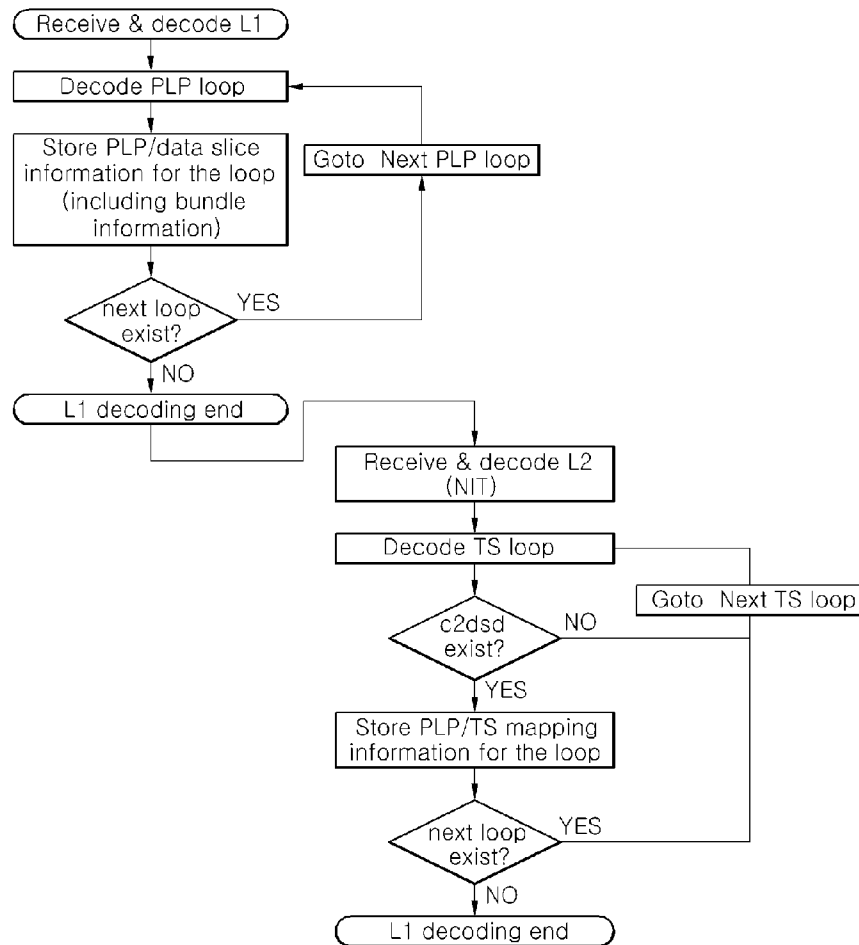 Receive & decode L1
Decode PLP loop
Store PLP/data slice
information for the loop
(including bundle
information)
Goto Next PLP loop
next loop
exist?
YES
NO
L1 decoding end
Receive & decode L2
(NIT)
Decode TS loop
Goto Next TS loop
c2dsd
exist?
NO
YES
Store PLP/TS mapping
information for the loop
next loop
exist?
YES
NO
L1 decoding end